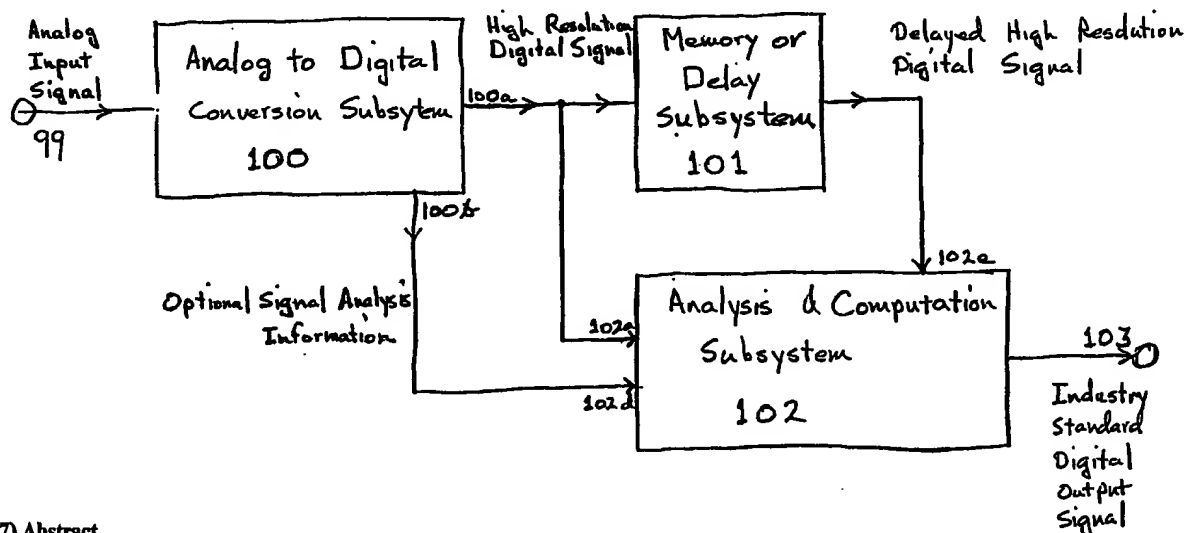 Analog
Input
Signal
99
Analog to Digital
Conversion Subsytem
100
100a
High Resolution
Digital Signal
Memory or
Delay
Subsystem
101
Delayed High Resolution
Digital Signal
100b
Optional Signal Analysis
Information
102a
102d
102e
Analysis & Computation
Subsystem
102
103
Industry
Standard
Digital
Output
Signal
7) Abstract